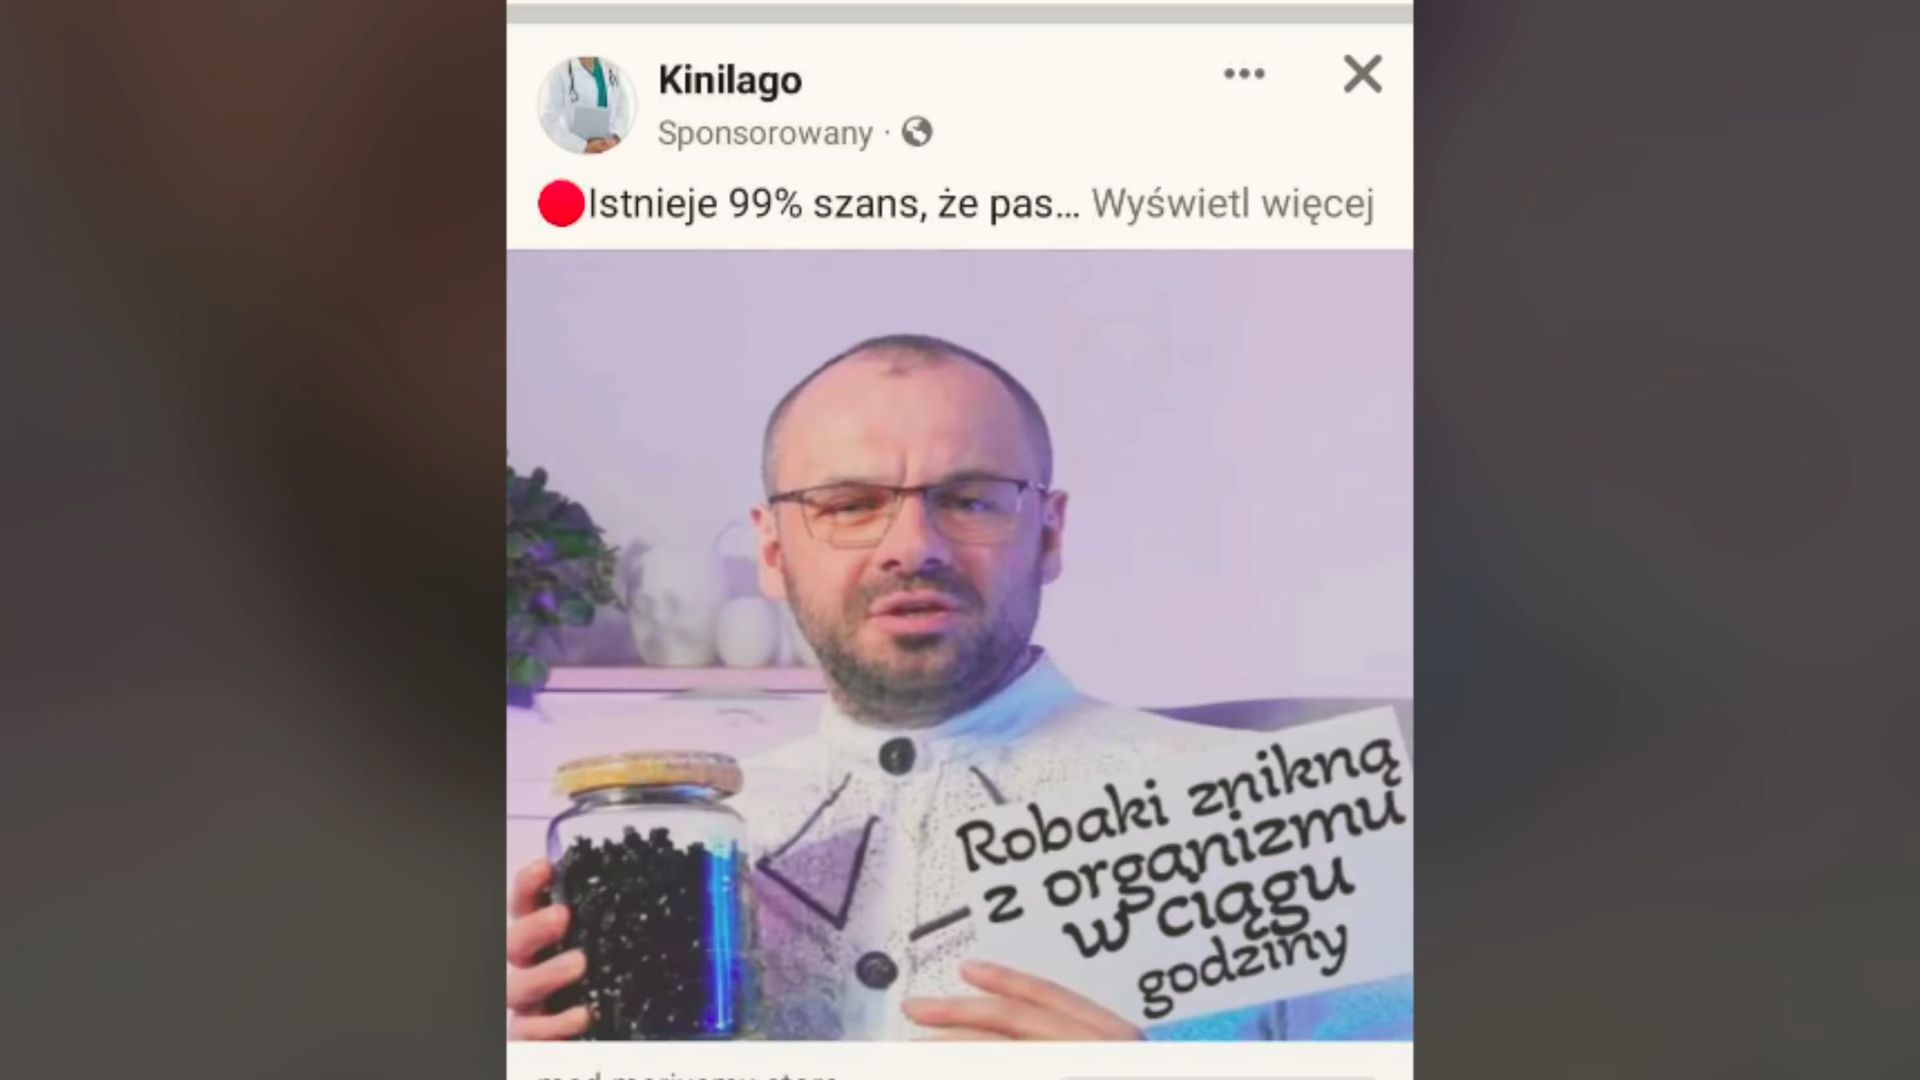 Kinilago
Sponsorowany ·
Istnieje 99% szans, że pas... Wyświetl więcej
Robaki znikną
z organizmu
w ciągu
godziny